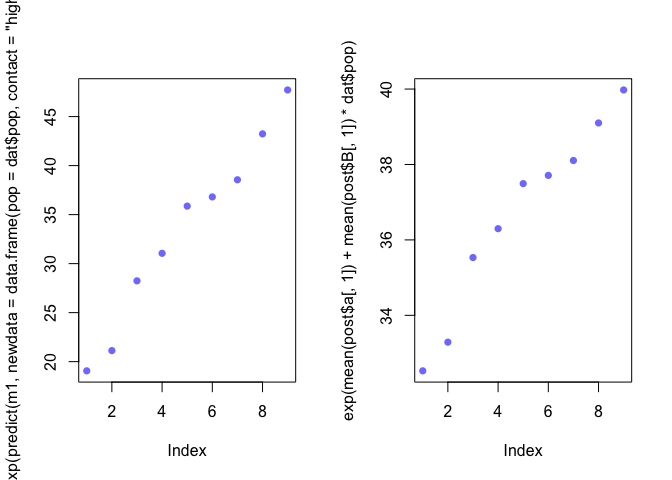 xp(predict(m1, newdata = data.frame(pop = dat$pop, contact = "high
45
40
35
30
25
20
2 4 6 8
Index
exp(mean(post$a[, 1]) + mean(post$B[, 1]) * dat$pop)
40
38
36
34
2 4 6 8
Index